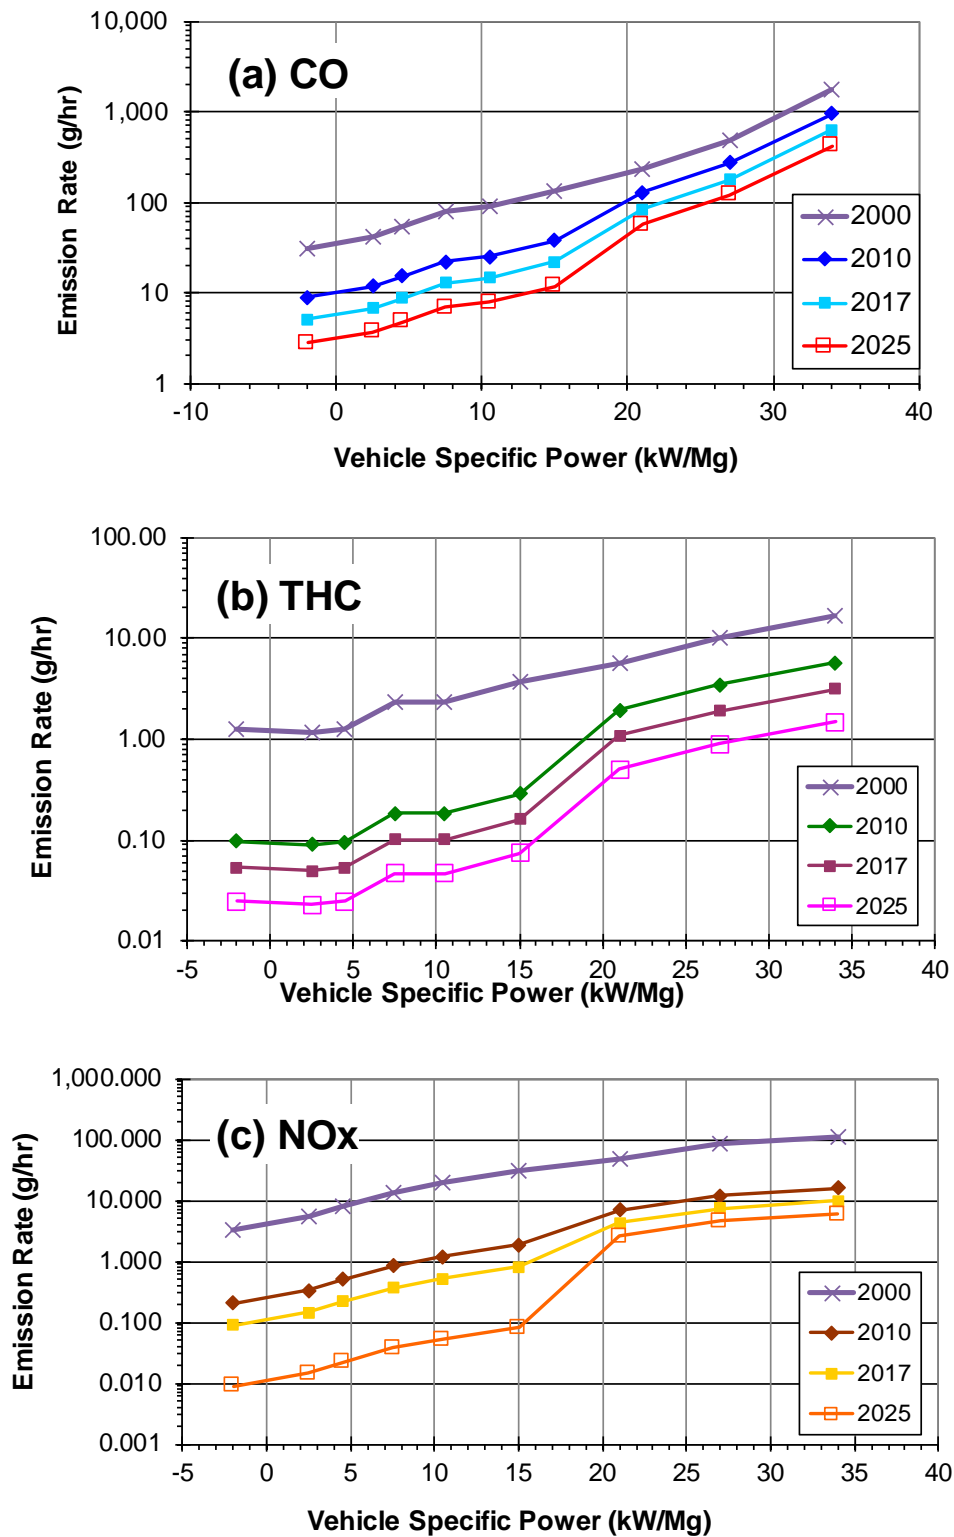 10,000
(a) CO
1,000
100
10
1
Emission Rate (g/hr)
2000
2010
2017
2025
-10 0 10 20 30 40
Vehicle Specific Power (kW/Mg)
100.00
(b) THC
10.00
1.00
0.10
0.01
Emission Rate (g/hr)
2000
2010
2017
2025
-5 0 5 10 15 20 25 30 35 40
Vehicle Specific Power (kW/Mg)
1,000.000
(c) NOx
100.000
10.000
1.000
0.100
0.010
0.001
Emission Rate (g/hr)
2000
2010
2017
2025
-5 0 5 10 15 20 25 30 35 40
Vehicle Specific Power (kW/Mg)